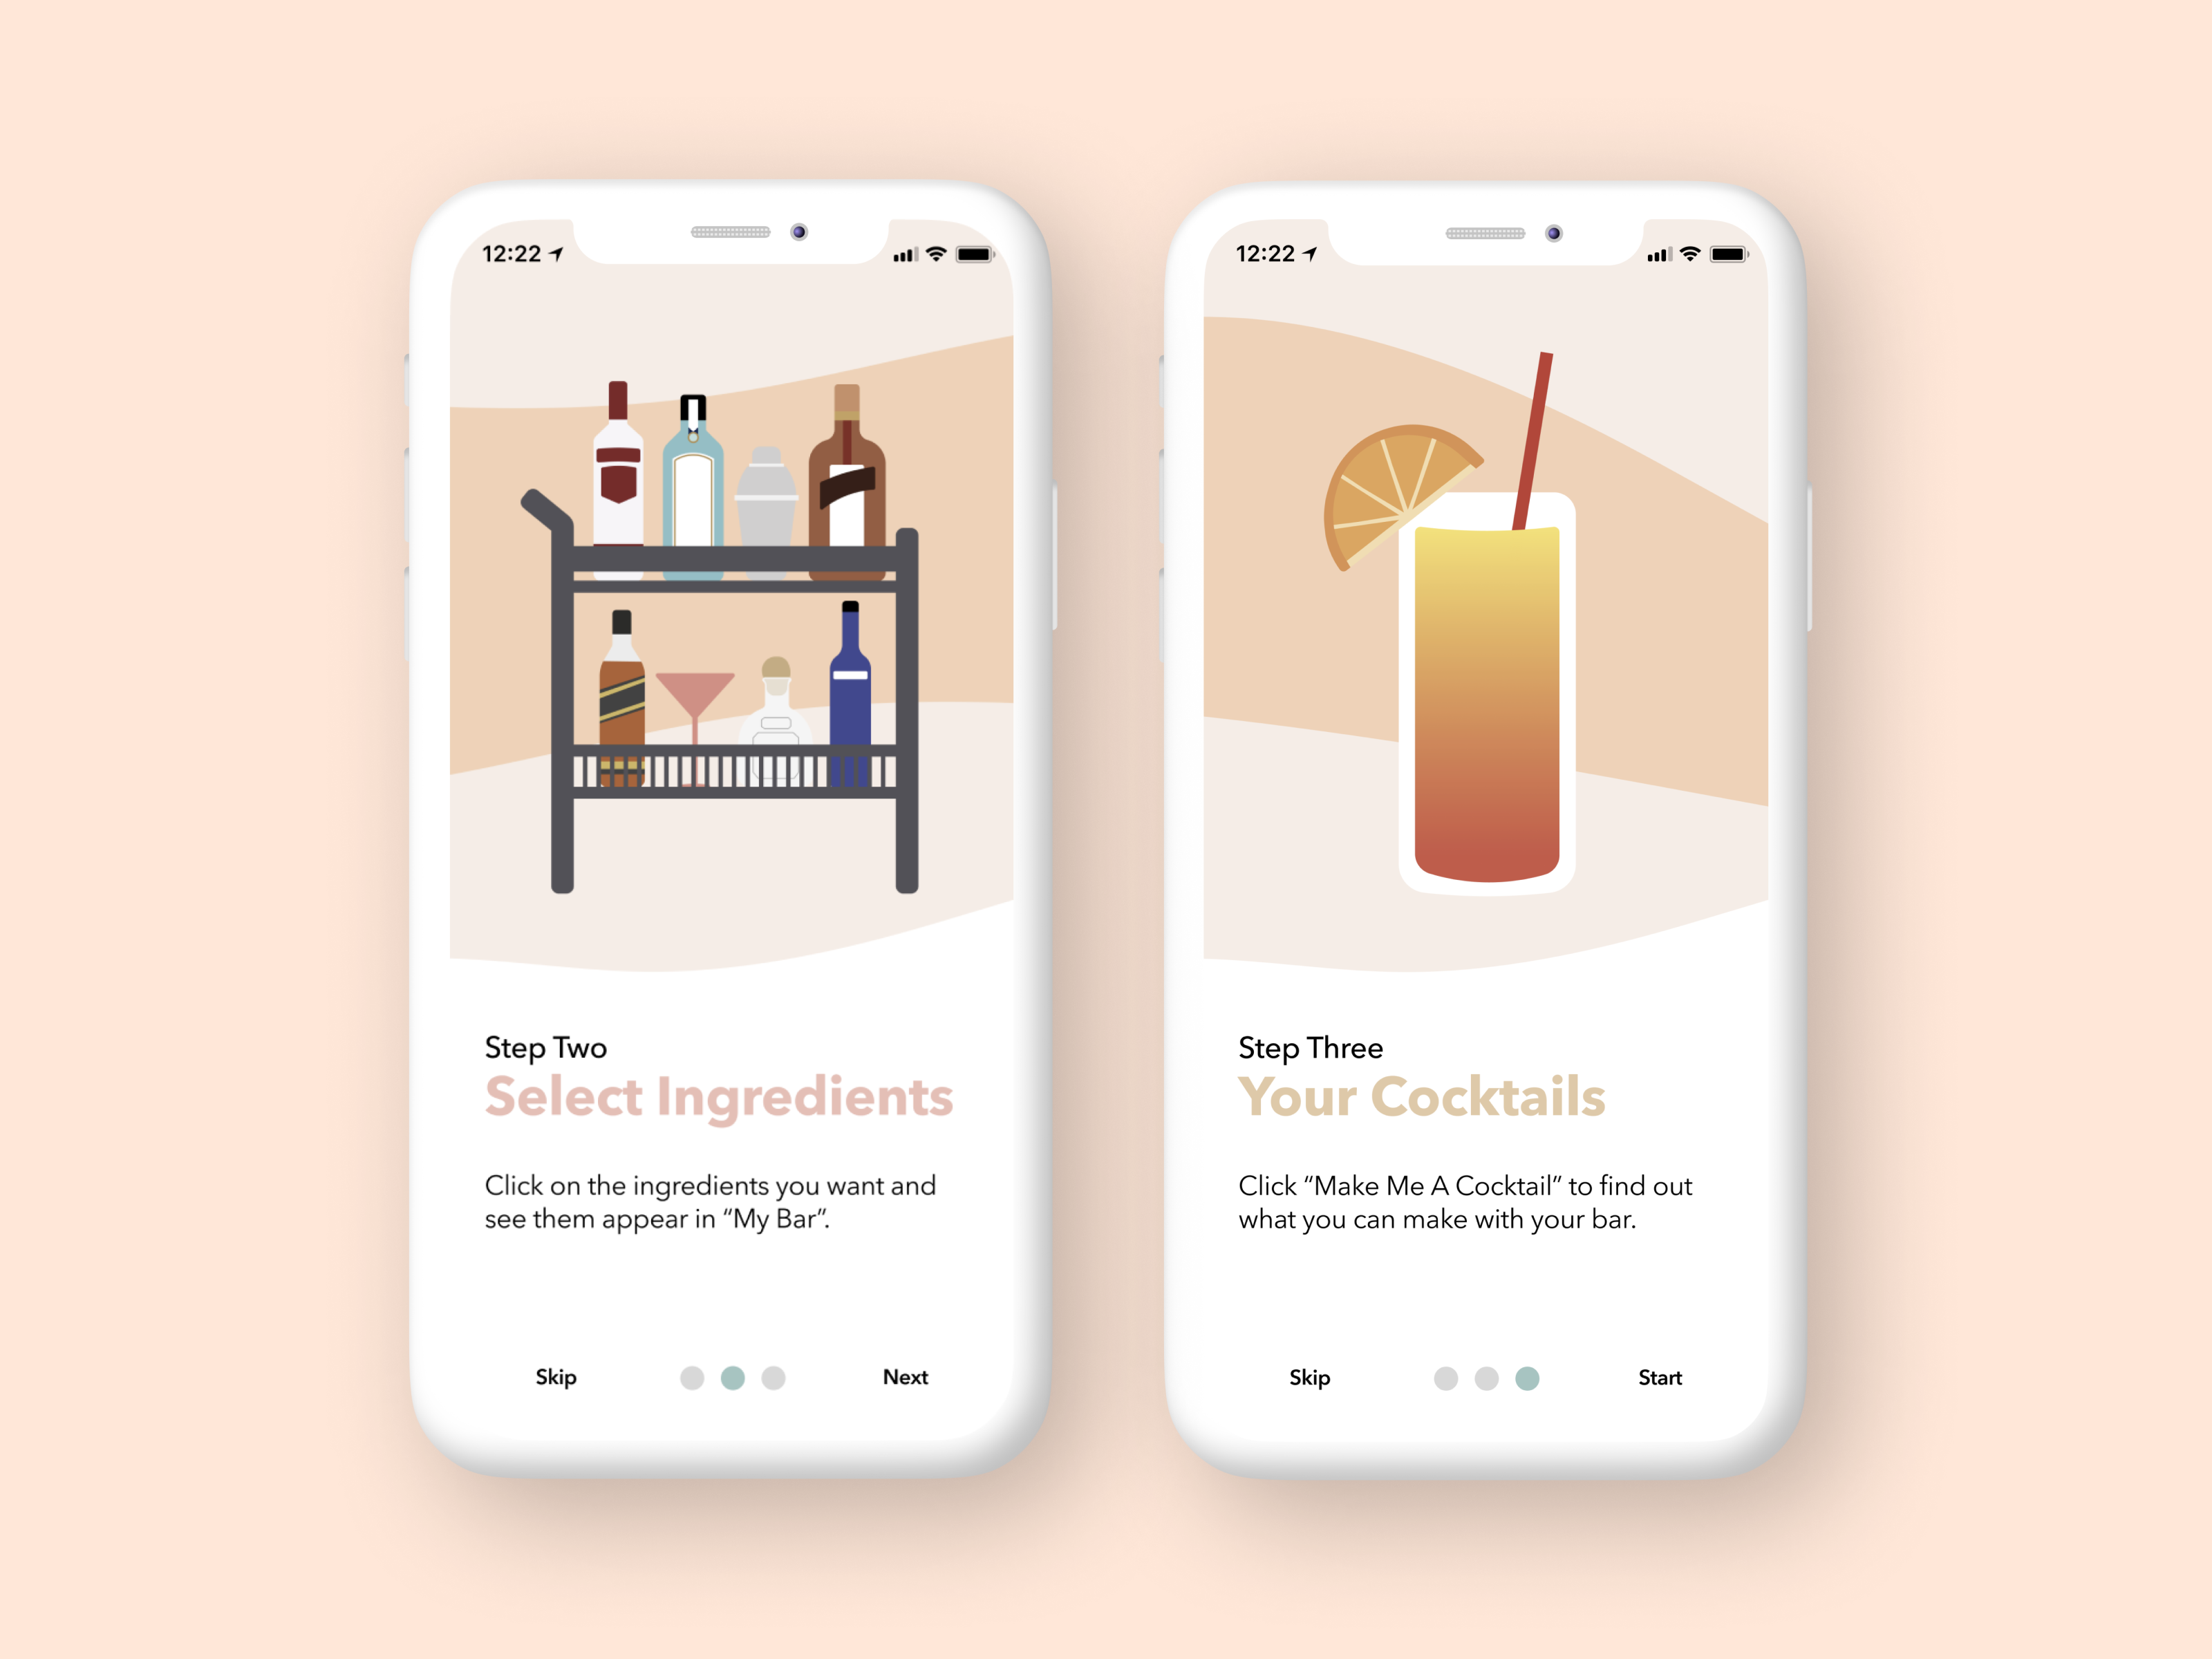 12:22
Step Two
Select Ingredients
Click on the ingredients you want and
see them appear in “My Bar”.
Skip
Next
12:22
Step Three
Your Cocktails
Click “Make Me A Cocktail” to find out
what you can make with your bar.
Skip
Start